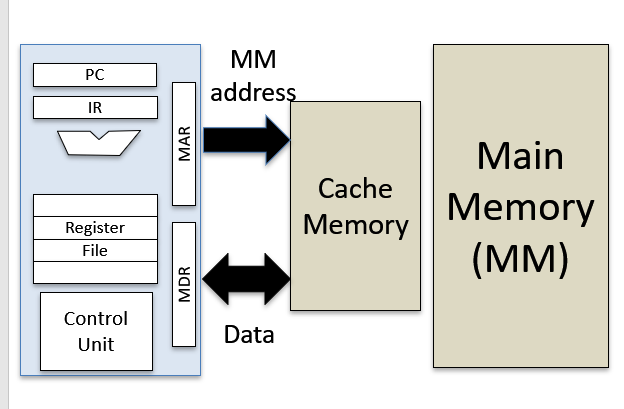 PC
IR
MAR
Register
File
MDR
Control
Unit
MM
address
Data
Cache
Memory
Main
Memory
(MM)